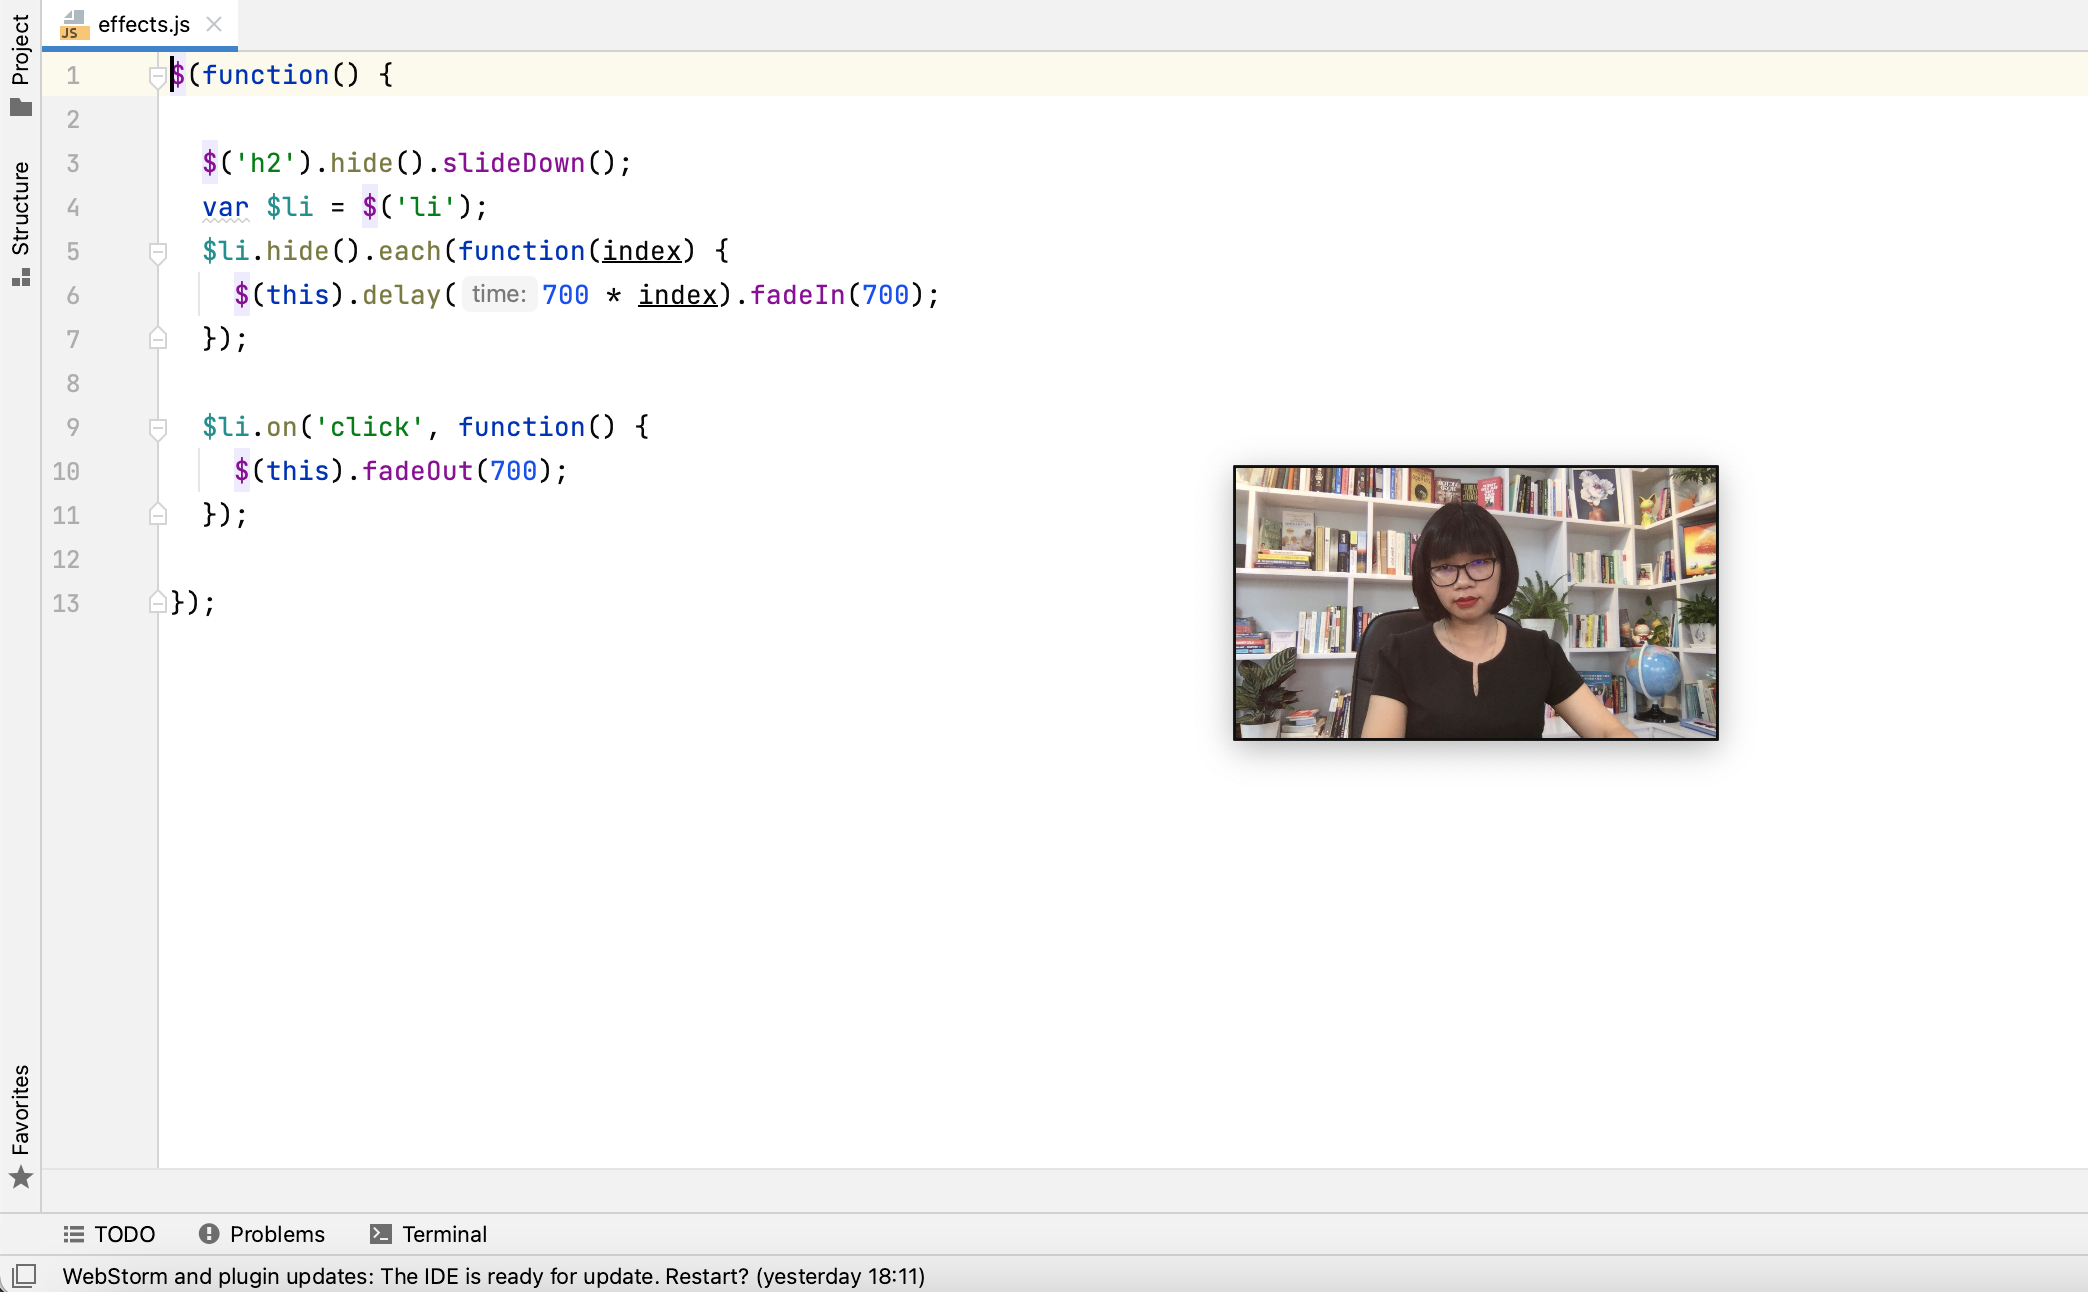 Project
Structure
Favorites
JS effects.js
1 $(function() {
2
3 $('h2').hide().slideDown();
4 var $li = $('li');
5 $li.hide().each(function(index) {
6 $(this).delay( time: 700 * index).fadeIn(700);
7 });
8
9 $li.on('click', function() {
10 $(this).fadeOut(700);
11 });
12
13 });
TODO Problems Terminal
WebStorm and plugin updates: The IDE is ready for update. Restart? (yesterday 18:11)